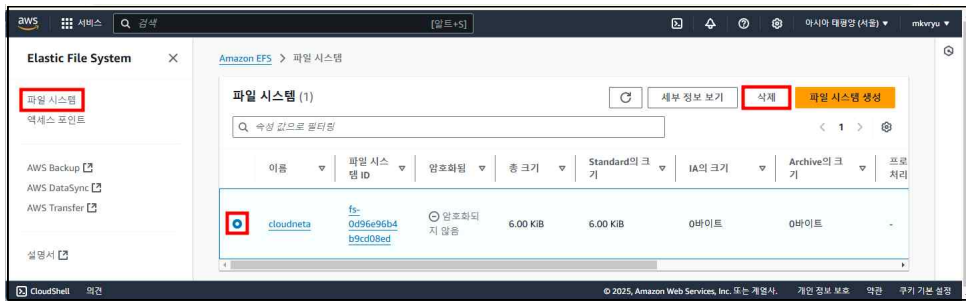 aws 서비스 검색 [알트+S] 아시아 태평양 (서울) ▼ mkvryu ▼
Elastic File System
Amazon EFS > 파일 시스템
파일 시스템
액세스 포인트
AWS Backup
AWS DataSync
AWS Transfer
설명서
파일 시스템 (1)
세부 정보 보기 삭제 파일 시스템 생성
속성 값으로 필터링
< 1 >
이름 파일 시스템 ID 암호화됨 총 크기 Standard의 크기 IA의 크기 Archive의 크기 프로 처리
cloudneta fs-0d96e96b4b9cd08ed 암호화되지 않음 6.00 KiB 6.00 KiB 0바이트 0바이트 -
CloudShell 의견 © 2025, Amazon Web Services, Inc. 또는 계열사. 개인 정보 보호 약관 쿠키 기본 설정